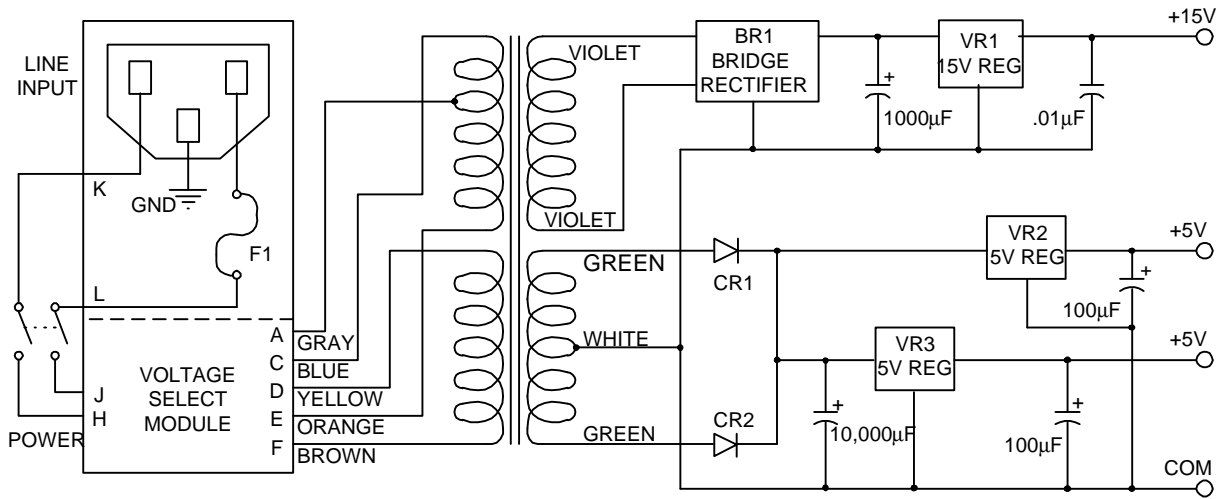 LINE
INPUT
K
GND
F1
L
A
C
D
E
F
J
H
VOLTAGE
SELECT
MODULE
POWER
GRAY
BLUE
YELLOW
ORANGE
BROWN
VIOLET
VIOLET
GREEN
WHITE
GREEN
BR1
BRIDGE
RECTIFIER
+
1000µF
VR1
15V REG
.01µF
+15V
CR1
VR2
5V REG
+
100µF
+5V
CR2
+
10,000µF
VR3
5V REG
+
100µF
+5V
COM